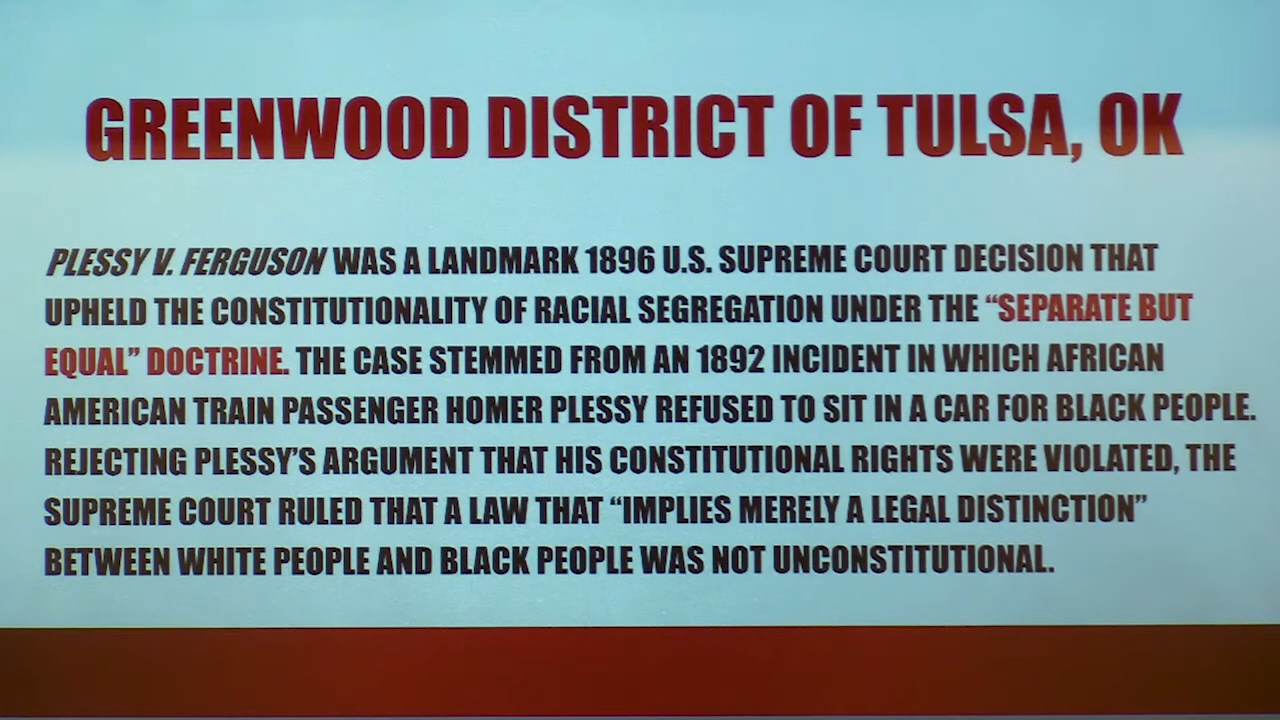 GREENWOOD DISTRICT OF TULSA, OK
PLESSY V. FERGUSON WAS A LANDMARK 1896 U.S. SUPREME COURT DECISION THAT
UPHELD THE CONSTITUTIONALITY OF RACIAL SEGREGATION UNDER THE “SEPARATE BUT
EQUAL” DOCTRINE. THE CASE STEMMED FROM AN 1892 INCIDENT IN WHICH AFRICAN
AMERICAN TRAIN PASSENGER HOMER PLESSY REFUSED TO SIT IN A CAR FOR BLACK PEOPLE.
REJECTING PLESSY’S ARGUMENT THAT HIS CONSTITUTIONAL RIGHTS WERE VIOLATED, THE
SUPREME COURT RULED THAT A LAW THAT “IMPLIES MERELY A LEGAL DISTINCTION”
BETWEEN WHITE PEOPLE AND BLACK PEOPLE WAS NOT UNCONSTITUTIONAL.